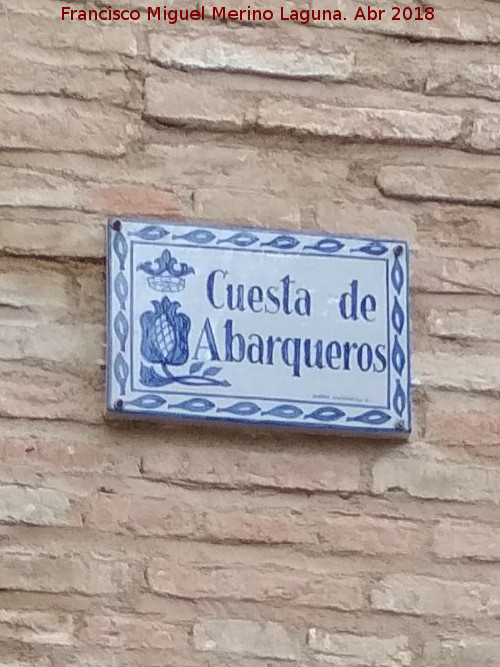 Francisco Miguel Merino Laguna. Abr 2018
Cuesta de
Abarqueros